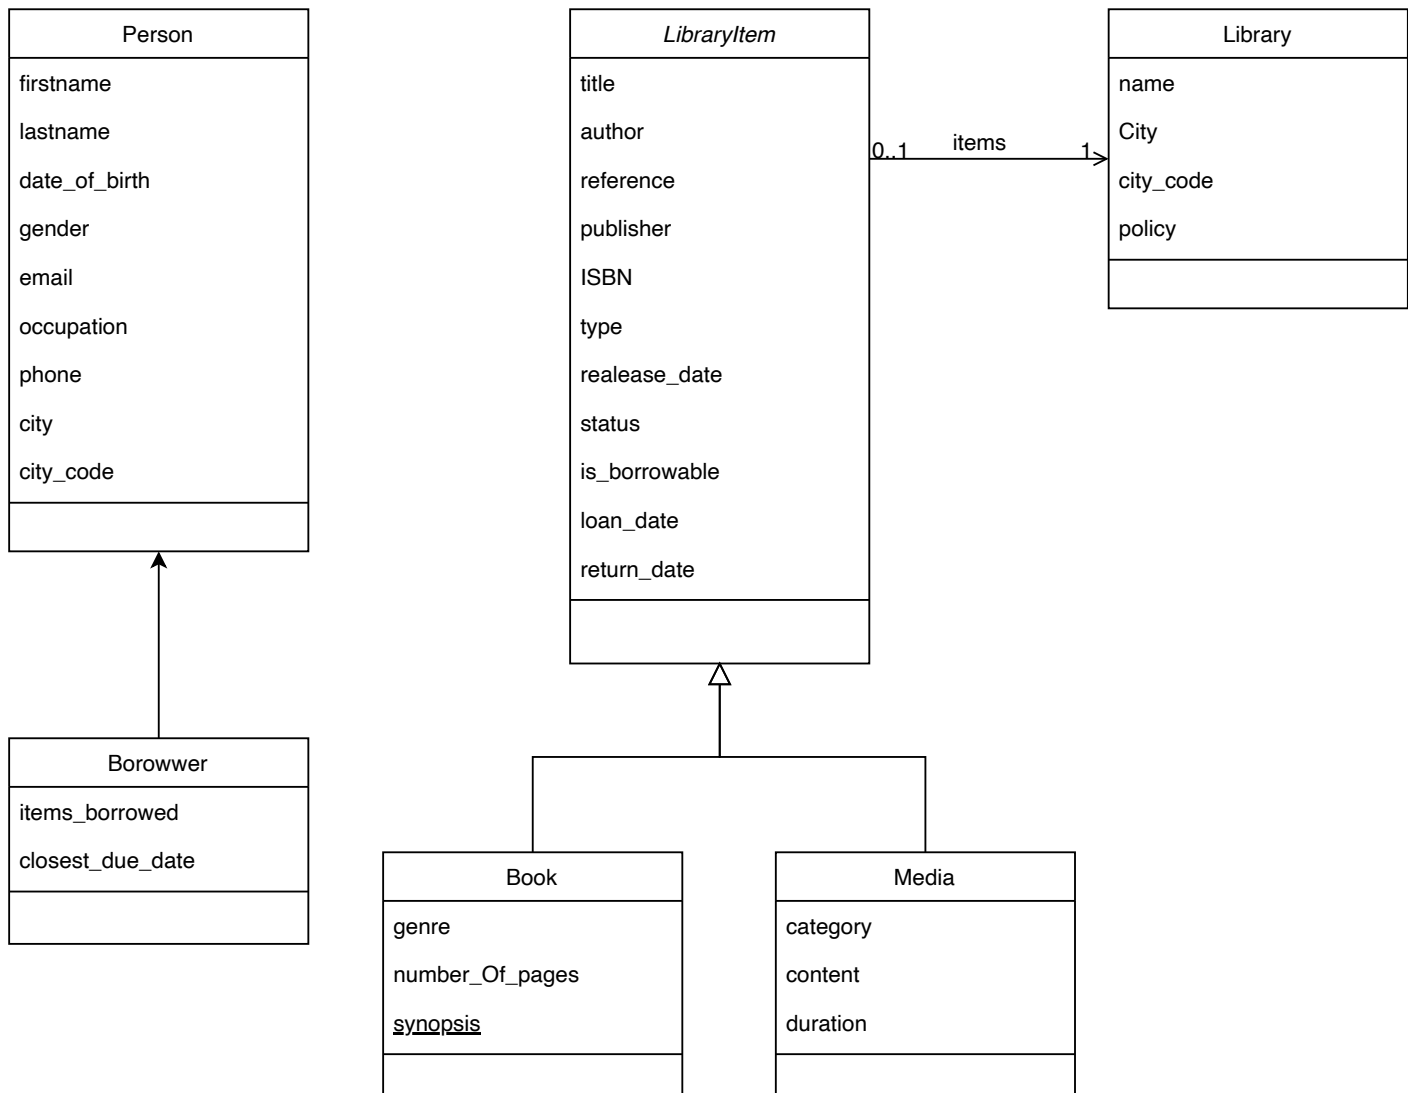 Person
firstname
lastname
date_of_birth
gender
email
occupation
phone
city
city_code
LibraryItem
title
author
reference
publisher
ISBN
type
realease_date
status
is_borrowable
loan_date
return_date
0..1 items 1
Library
name
City
city_code
policy
Borowwer
items_borrowed
closest_due_date
Book
genre
number_Of_pages
synopsis
Media
category
content
duration